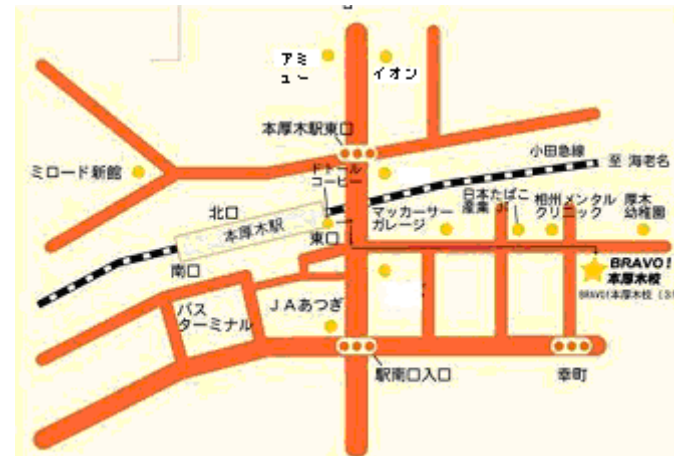 アミ
ュー
イオン
本厚木駅東口
ミロード新館
ドトール
コーヒー
小田急線
至 海老名
北口
本厚木駅
東口
マッカーサー
ガレージ
日本たばこ
産業 JT
相州メンタル
クリニック
厚木
幼稚園
南口
バス
ターミナル
JAあつぎ
BRAVO!
本厚木校
BRAVO!本厚木校
駅南口入口
幸町